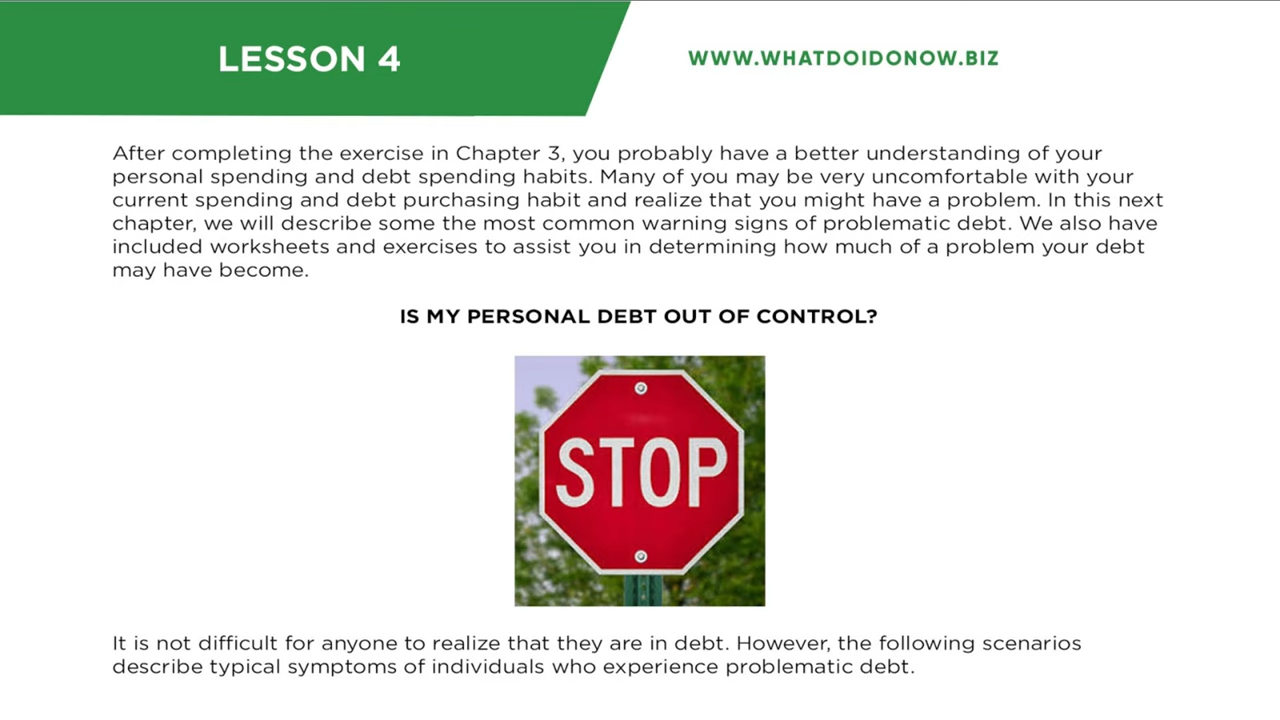 LESSON 4
WWW.WHATDOIDONOW.BIZ
After completing the exercise in Chapter 3, you probably have a better understanding of your
personal spending and debt spending habits. Many of you may be very uncomfortable with your
current spending and debt purchasing habit and realize that you might have a problem. In this next
chapter, we will describe some the most common warning signs of problematic debt. We also have
included worksheets and exercises to assist you in determining how much of a problem your debt
may have become.
IS MY PERSONAL DEBT OUT OF CONTROL?
STOP
It is not difficult for anyone to realize that they are in debt. However, the following scenarios
describe typical symptoms of individuals who experience problematic debt.